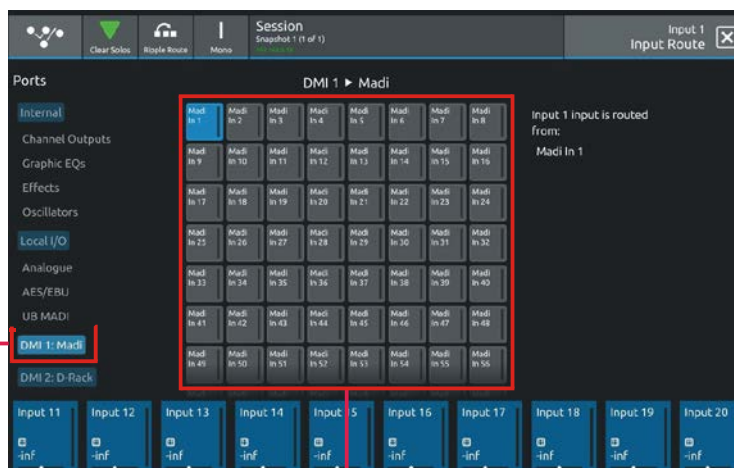 Clear Solos
Ripple Route
Mono
Session
Snapshot 1 (1 of 1)
Input 1
Input Route
Ports
DMI 1 ▸ Madi
Internal
Channel Outputs
Graphic EQs
Effects
Oscillators
Local I/O
Analogue
AES/EBU
UB MADI
DMI 1: Madi
DMI 2: D-Rack
Madi In 1
Madi In 2
Madi In 3
Madi In 4
Madi In 5
Madi In 6
Madi In 7
Madi In 8
Madi In 9
Madi In 10
Madi In 11
Madi In 12
Madi In 13
Madi In 14
Madi In 15
Madi In 16
Madi In 17
Madi In 18
Madi In 19
Madi In 20
Madi In 21
Madi In 22
Madi In 23
Madi In 24
Madi In 25
Madi In 26
Madi In 27
Madi In 28
Madi In 29
Madi In 30
Madi In 31
Madi In 32
Madi In 33
Madi In 34
Madi In 35
Madi In 36
Madi In 37
Madi In 38
Madi In 39
Madi In 40
Madi In 41
Madi In 42
Madi In 43
Madi In 44
Madi In 45
Madi In 46
Madi In 47
Madi In 48
Madi In 49
Madi In 50
Madi In 51
Madi In 52
Madi In 53
Madi In 54
Madi In 55
Madi In 56
Input 1 input is routed
from:
Madi In 1
Input 11
Input 12
Input 13
Input 14
Input 15
Input 16
Input 17
Input 18
Input 19
Input 20
-inf
-inf
-inf
-inf
-inf
-inf
-inf
-inf
-inf
-inf